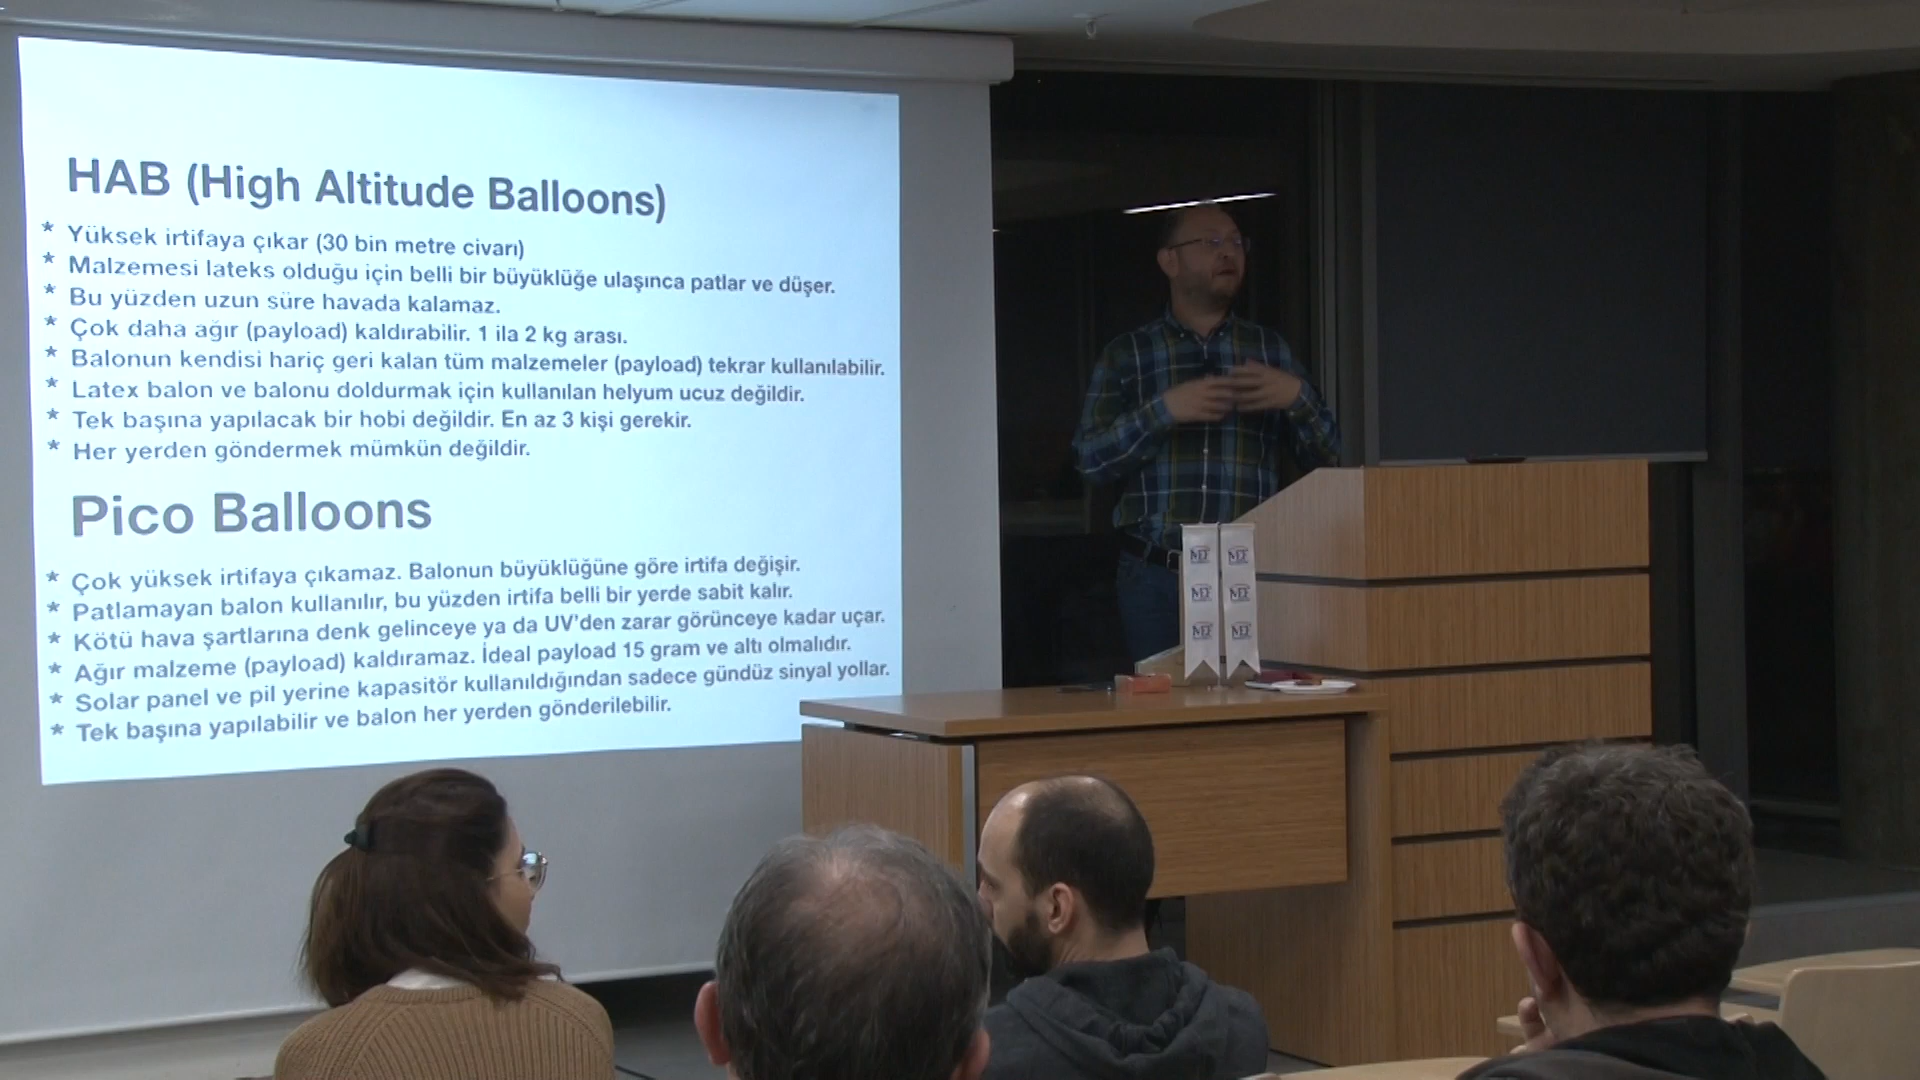 HAB (High Altitude Balloons)
* Yüksek irtifaya çıkar (30 bin metre civarı)
* Malzemesi lateks olduğu için belli bir büyüklüğe ulaşınca patlar ve düşer.
* Bu yüzden uzun süre havada kalamaz.
* Çok daha ağır (payload) kaldırabilir. 1 ila 2 kg arası.
* Balonun kendisi hariç geri kalan tüm malzemeler (payload) tekrar kullanılabilir.
* Latex balon ve balonu doldurmak için kullanılan helyum ucuz değildir.
* Tek başına yapılacak bir hobi değildir. En az 3 kişi gerekir.
* Her yerden göndermek mümkün değildir.
Pico Balloons
* Çok yüksek irtifaya çıkamaz. Balonun büyüklüğüne göre irtifa değişir.
* Patlamayan balon kullanılır, bu yüzden irtifa belli bir yerde sabit kalır.
* Kötü hava şartlarına denk gelinceye ya da UV'den zarar görünceye kadar uçar.
* Ağır malzeme (payload) kaldıramaz. İdeal payload 15 gram ve altı olmalıdır.
* Solar panel ve pil yerine kapasitör kullanıldığından sadece gündüz sinyal yollar.
* Tek başına yapılabilir ve balon her yerden gönderilebilir.
MEF MEF
MEF MEF
MEF MEF